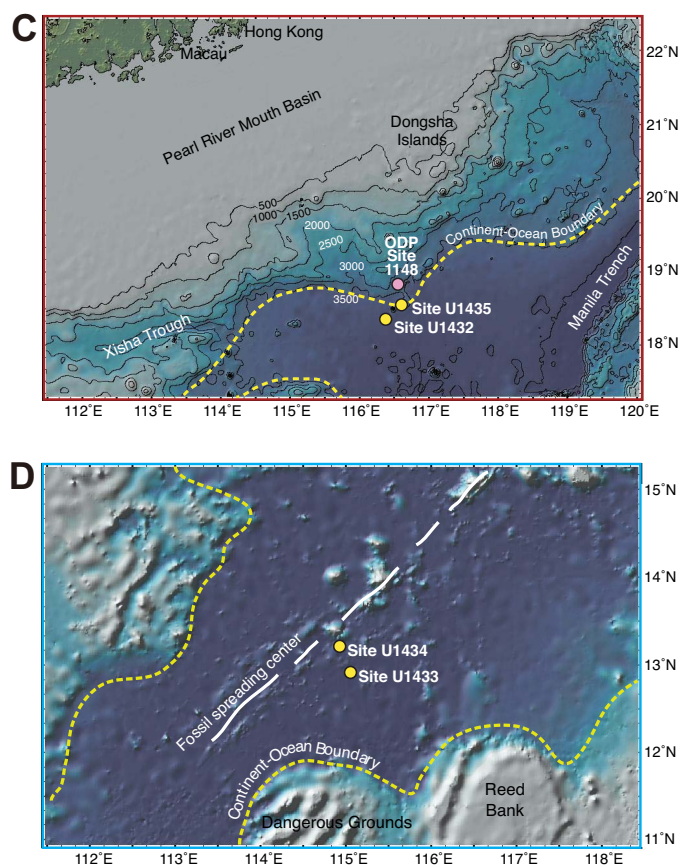 C
Hong Kong
Macau
Pearl River Mouth Basin
Dongsha
Islands
500
1000
1500
2000
2500
3000
3500
ODP
Site
1148
Continent-Ocean Boundary
Site U1435
Site U1432
Manila Trench
Xisha Trough
22˚N
21˚N
20˚N
19˚N
18˚N
112˚E
113˚E
114˚E
115˚E
116˚E
117˚E
118˚E
119˚E
120˚E
D
15˚N
14˚N
13˚N
12˚N
11˚N
Fossil spreading center
Site U1434
Site U1433
Continent-Ocean Boundary
Dangerous Grounds
Reed
Bank
112˚E
113˚E
114˚E
115˚E
116˚E
117˚E
118˚E